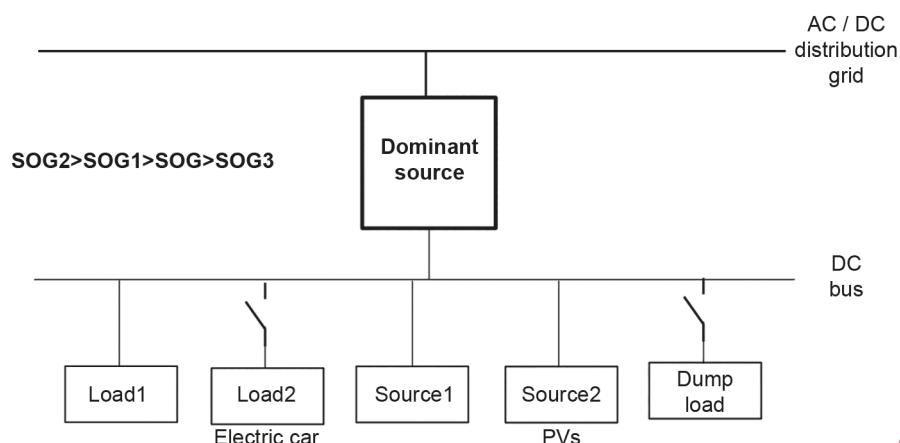 AC / DC
distribution
grid
Dominant
source
SOG2>SOG1>SOG>SOG3
DC
bus
Load1
Load2
Source1
Source2
Dump
load
Electric car
PVs